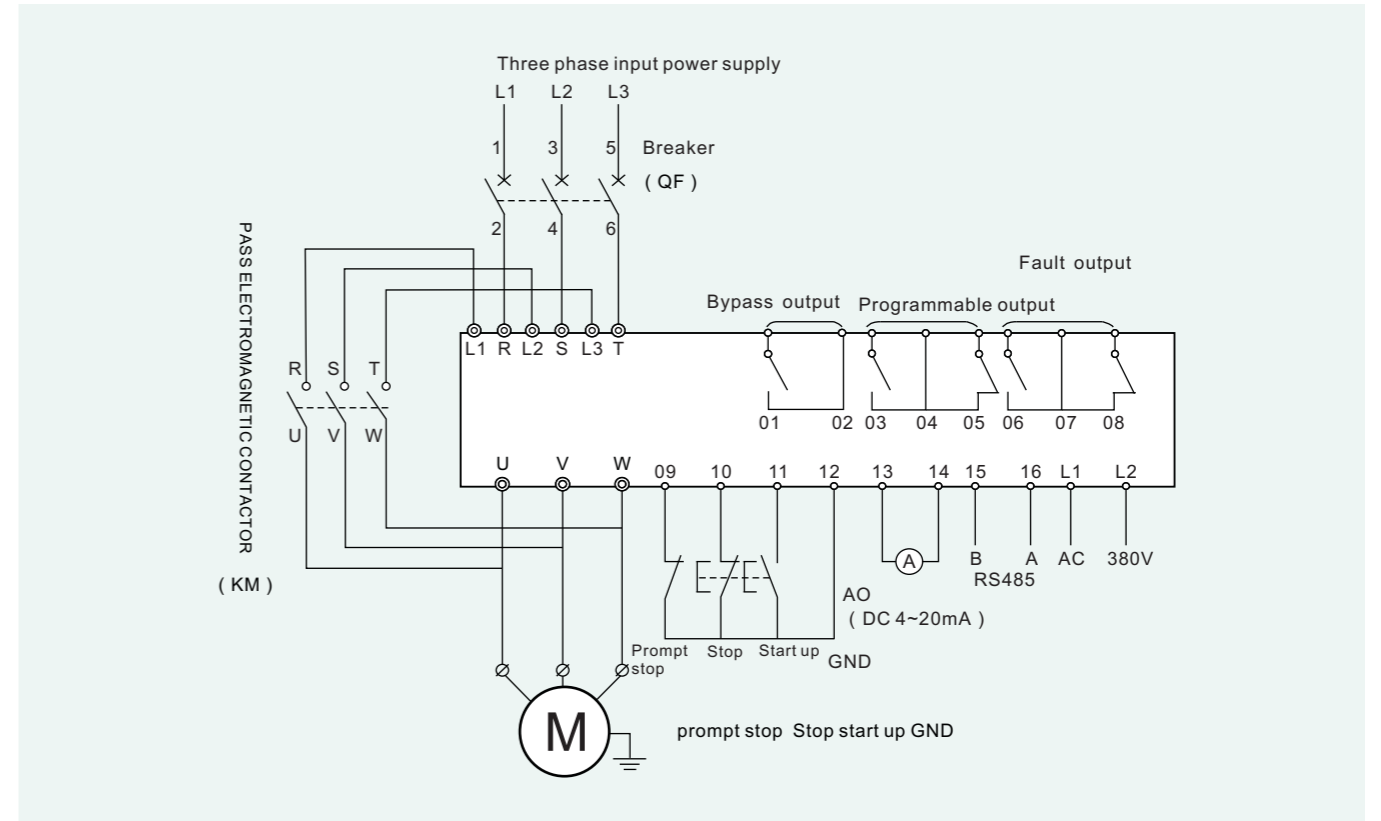 Three phase input power supply
L1 L2 L3
1 3 5 Breaker
( QF )
2 4 6
PASS ELECTROMAGNETIC CONTACTOR
( KM )
Fault output
Bypass output Programmable output
L1 R L2 S L3 T
R S T
U V W
01 02 03 04 05 06 07 08
U V W 09 10 11 12 13 14 15 16 L1 L2
A
B A AC 380V
RS485
AO
( DC 4~20mA )
Prompt
stop
Stop
Start up
GND
M
prompt stop Stop start up GND